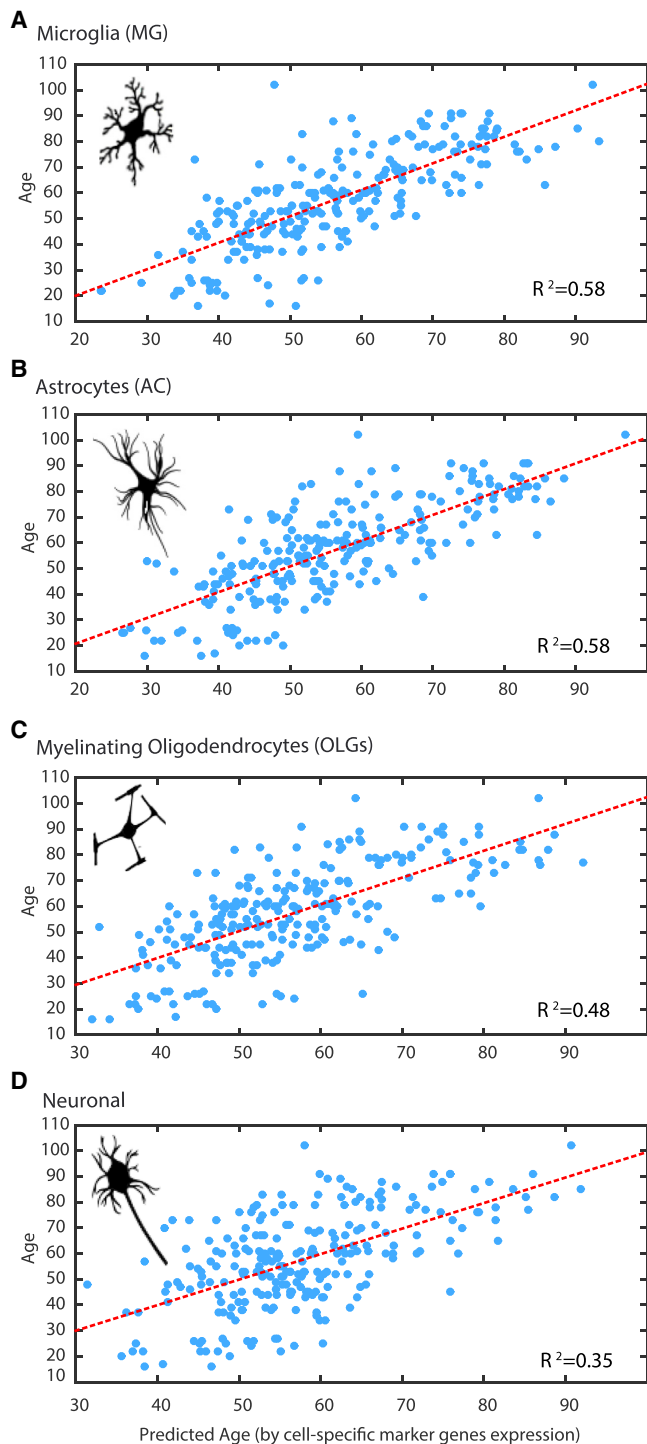 A
Microglia (MG)
110
100
90
80
70
60
50
40
30
20
10
Age
R²=0.58
20 30 40 50 60 70 80 90
B
Astrocytes (AC)
110
100
90
80
70
60
50
40
30
20
10
Age
R²=0.58
20 30 40 50 60 70 80 90
C
Myelinating Oligodendrocytes (OLGs)
110
100
90
80
70
60
50
40
30
20
10
Age
R²=0.48
30 40 50 60 70 80 90
D
Neuronal
110
100
90
80
70
60
50
40
30
20
10
Age
R²=0.35
30 40 50 60 70 80 90
Predicted Age (by cell-specific marker genes expression)